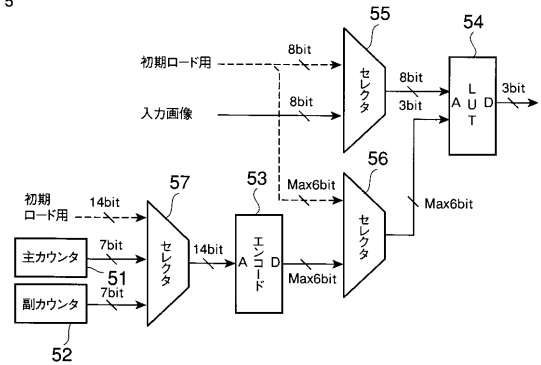 5
55
54
初期ロード用
8bit
セレクタ
8bit
3bit
A
LUT
D
3bit
入力画像
8bit
56
53
57
Max6bit
セレクタ
Max6bit
初期
ロード用
14bit
セレクタ
14bit
A
エンコード
D
Max6bit
主カウンタ
51
7bit
副カウンタ
52
7bit